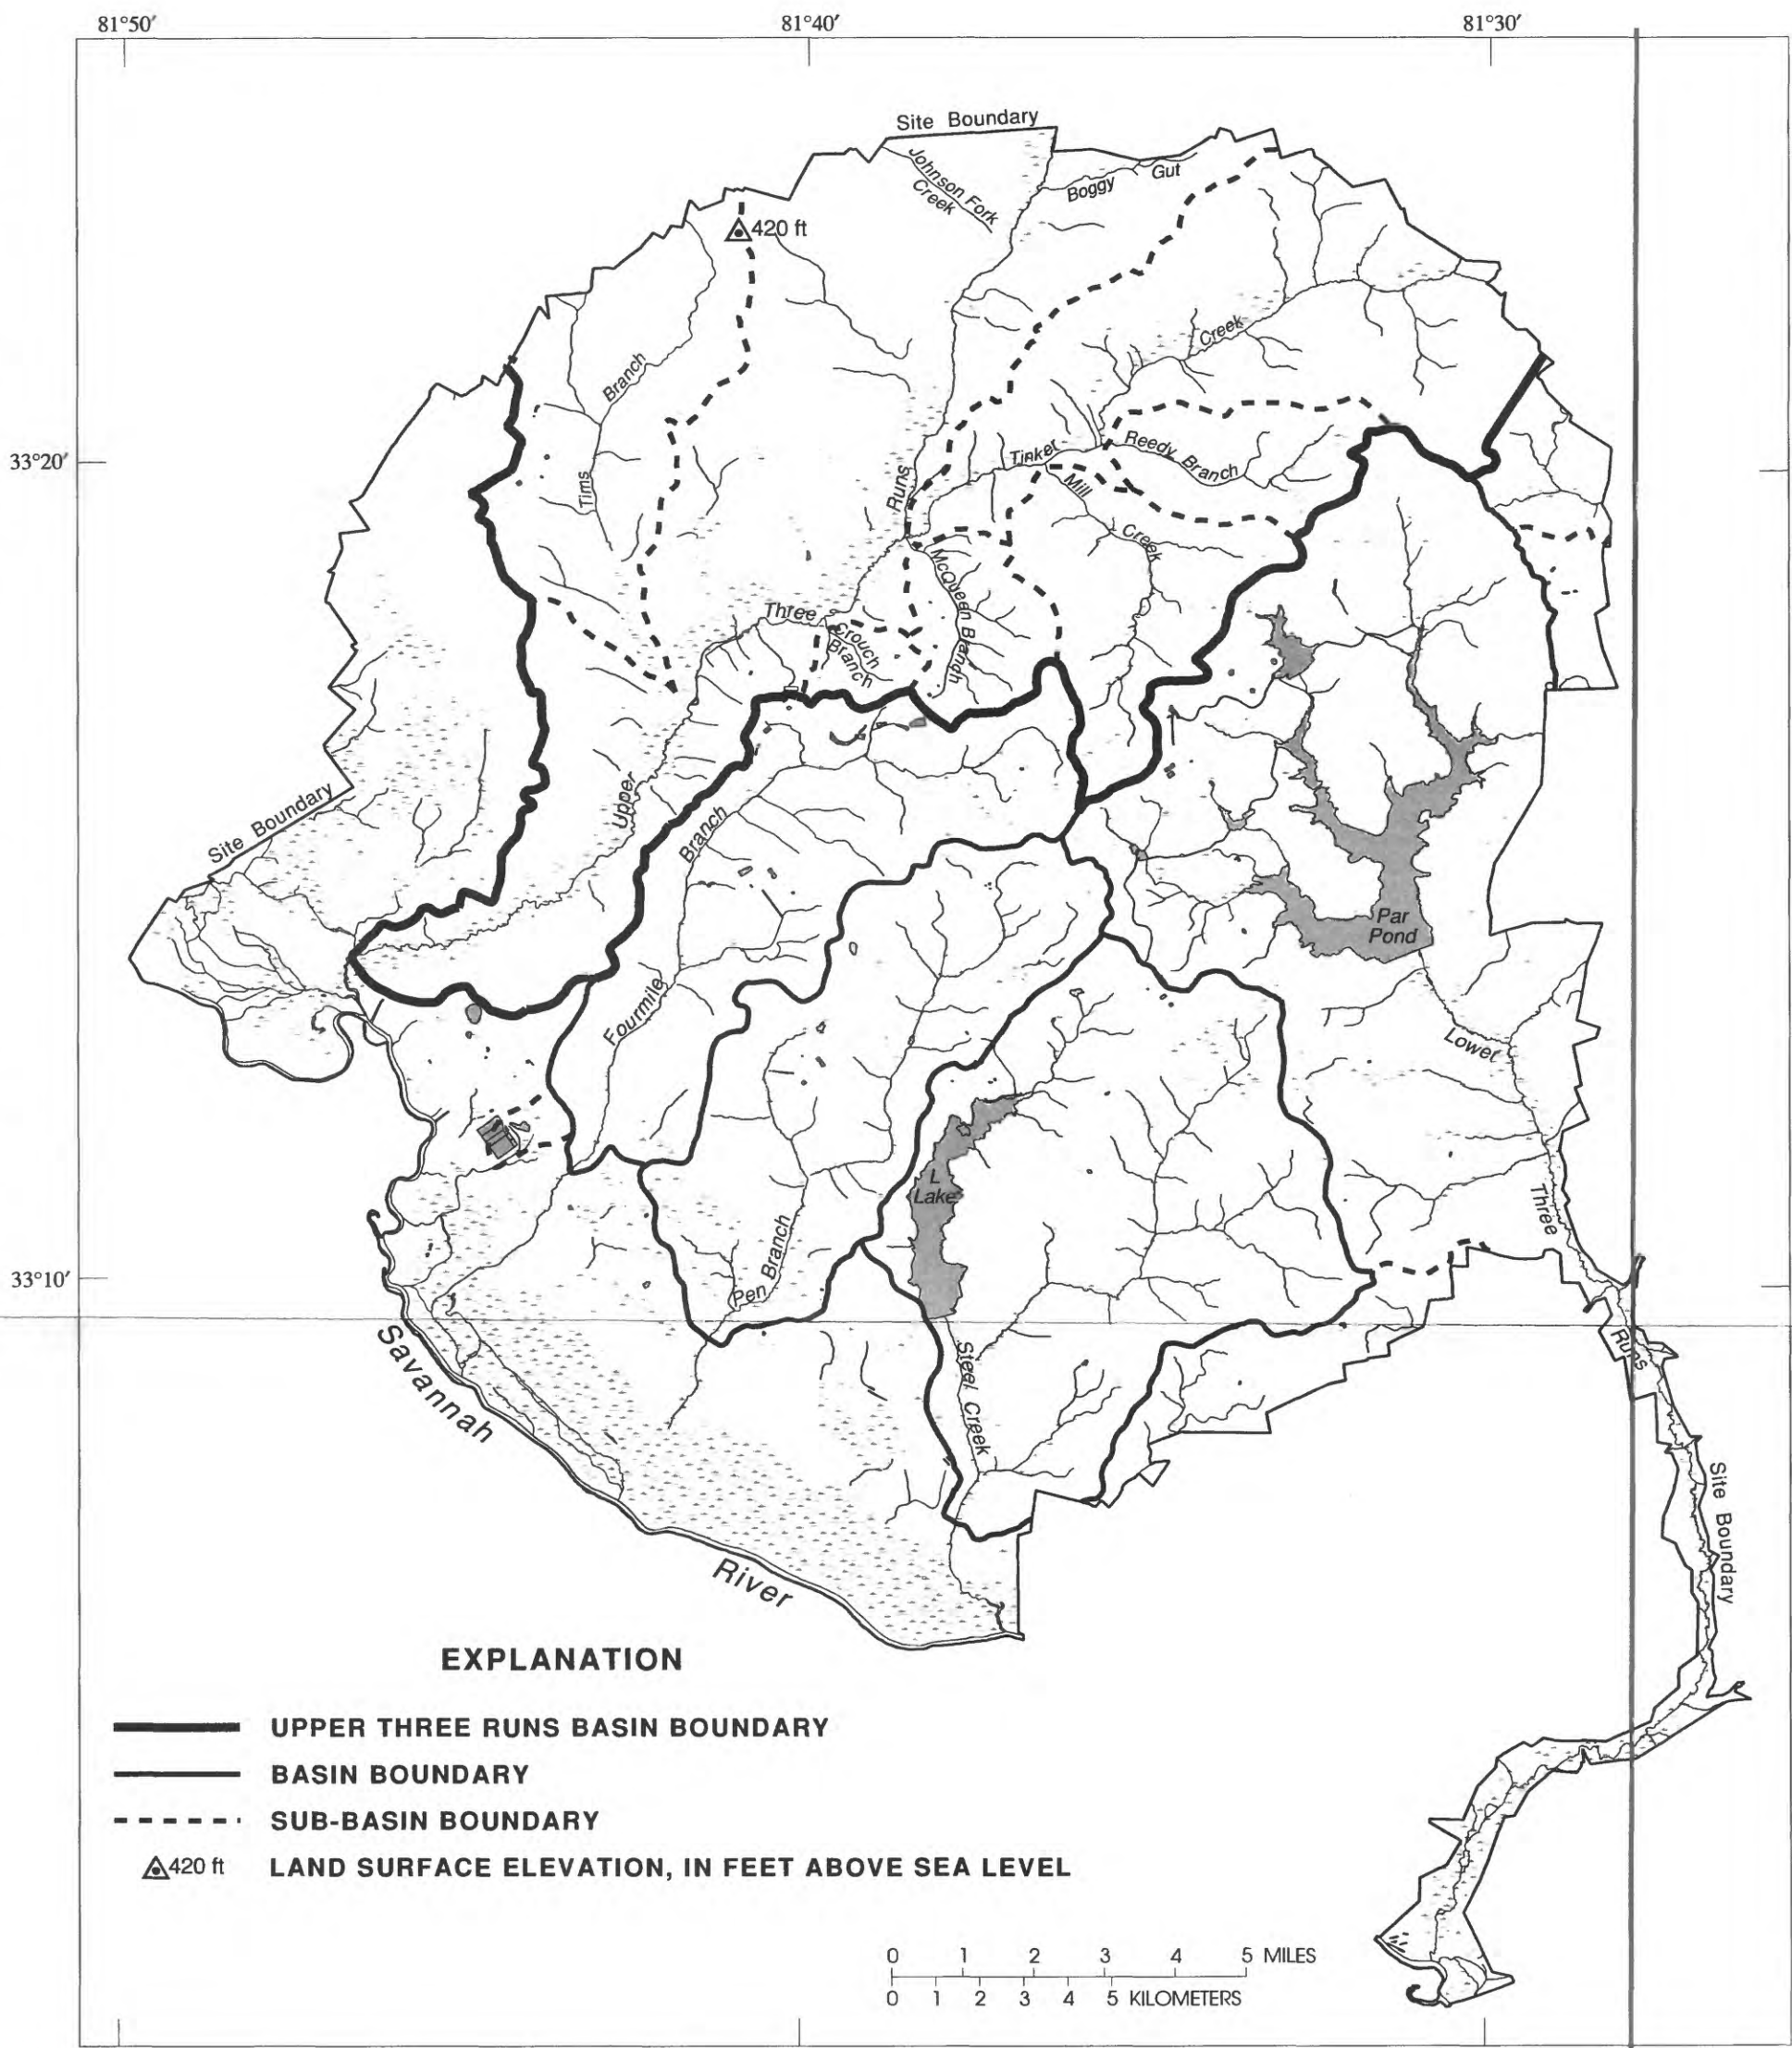 81°50′ 81°40′ 81°30′
Site Boundary
Johnson Fork
Creek
Boggy Gut
420 ft
Creek
Branch
Reedy Branch
Tinker
33°20′
Tims
Runs
Mill
Creek
McQueen Branch
Three
Crouch
Branch
Upper
Site Boundary
Branch
Par
Pond
Fourmile
Lower
L
Lake
Three
Pen Branch
33°10′
Savannah
Steel Creek
Runs
Site Boundary
River
EXPLANATION
UPPER THREE RUNS BASIN BOUNDARY
BASIN BOUNDARY
SUB-BASIN BOUNDARY
420 ft LAND SURFACE ELEVATION, IN FEET ABOVE SEA LEVEL
0 1 2 3 4 5 MILES
0 1 2 3 4 5 KILOMETERS